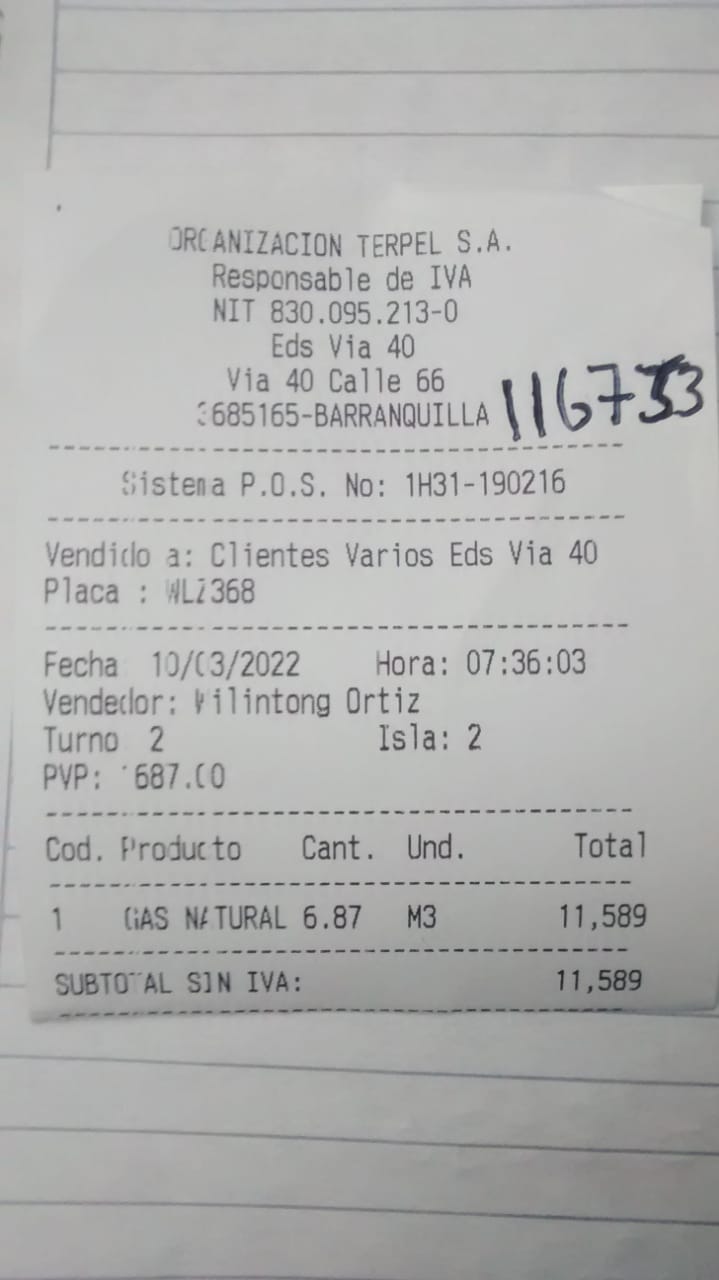 ORGANIZACION TERPEL S.A.
Responsable de IVA
NIT 830.095.213-0
Eds Via 40
Via 40 Calle 66
3685165-BARRANQUILLA
Sistema P.O.S. No: 1H31-190216
Vendido a: Clientes Varios Eds Via 40
Placa : WLZ368
Fecha 10/03/2022 Hora: 07:36:03
Vendedor: Wilintong Ortiz
Turno 2 Isla: 2
PVP: 1687.00
Cod. Producto Cant. Und. Total
1 GAS NATURAL 6.87 M3 11,589
SUBTOTAL SIN IVA: 11,589